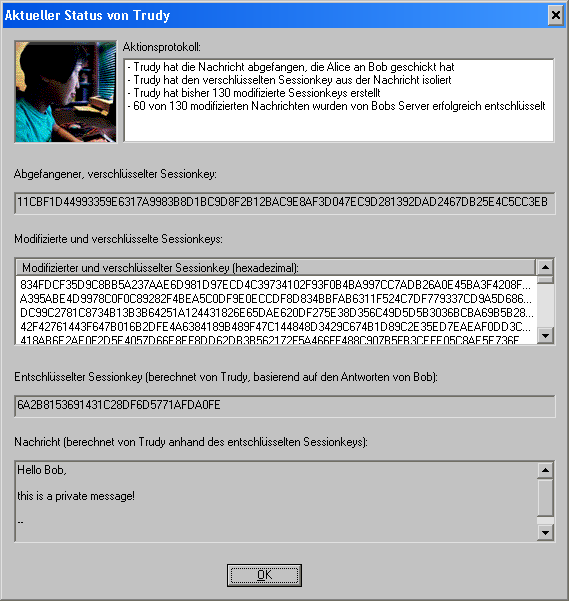 Aktueller Status von Trudy
Aktionsprotokoll:
- Trudy hat die Nachricht abgefangen, die Alice an Bob geschickt hat
- Trudy hat den verschlüsselten Sessionkey aus der Nachricht isoliert
- Trudy hat bisher 130 modifizierte Sessionkeys erstellt
- 60 von 130 modifizierten Nachrichten wurden von Bobs Server erfolgreich entschlüsselt
Abgefangener, verschlüsselter Sessionkey:
11CBF1D44993359E6317A9983B8D1BC9D8F2B12BAC9E8AF3D047EC9D281392DAD2467DB25E4C5CC3EB
Modifizierte und verschlüsselte Sessionkeys:
Modifizierter und verschlüsselter Sessionkey (hexadezimal):
834FDCF35D9C8BB5A237AAE6D981D97ECD4C39734102F93F0B4BA997CC7ADB26A0E45BA3F4208F...
A395ABE4D9978C0F0C89282F4BEA5C0DF9E0ECCDF8D834BBFAB6311F524C7DF779337CD9A5D686...
DC99C2781C8734B13B3B64251A124431826E65DAE620DF275E38D356C49D5D5B3036BCBA69B5B28...
42F42761443F647B016B2DFE4A6384189B489F47C144848D3429C674B1D89C2E35ED7EAEAF0DD3C...
Entschlüsselter Sessionkey (berechnet von Trudy, basierend auf den Antworten von Bob):
6A2B8153691431C28DF6D5771AFDA0FE
Nachricht (berechnet von Trudy anhand des entschlüsselten Sessionkeys):
Hello Bob,
this is a private message!
--
OK